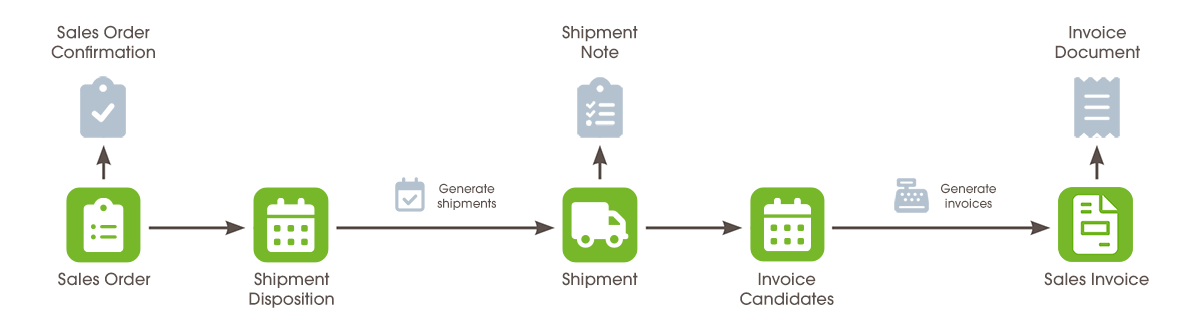 Sales Order
Confirmation
Shipment
Note
Invoice
Document
Generate
shipments
Generate
invoices
Sales Order
Shipment
Disposition
Shipment
Invoice
Candidates
Sales Invoice